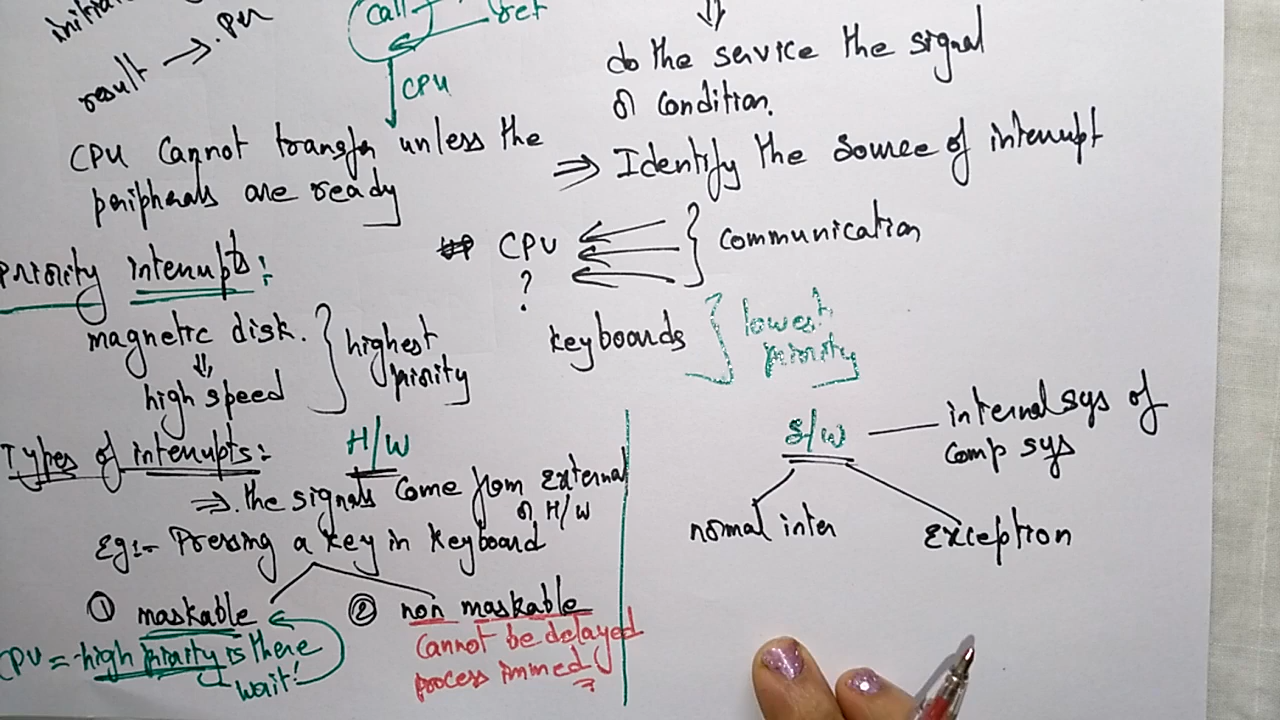 result → per
call
ret
CPU
CPU cannot transfer unless the
peripherals are ready
⇓
do the service the signal
or condition.
⇒ Identify the source of interrupt
CPU
?
} communication
Priority interrupts:
magnetic disk.
⇓
high speed
} highest
priority
keyboards } lowest
priority
Types of interrupts:
H/W
⇒ the signals come from external
or H/W
Eg:- Pressing a key in keyboard
① maskable
CPU = high priority is there
wait!
② non maskable
cannot be delayed
process immed
S/W — internal sys of
comp sys
normal inter
exception